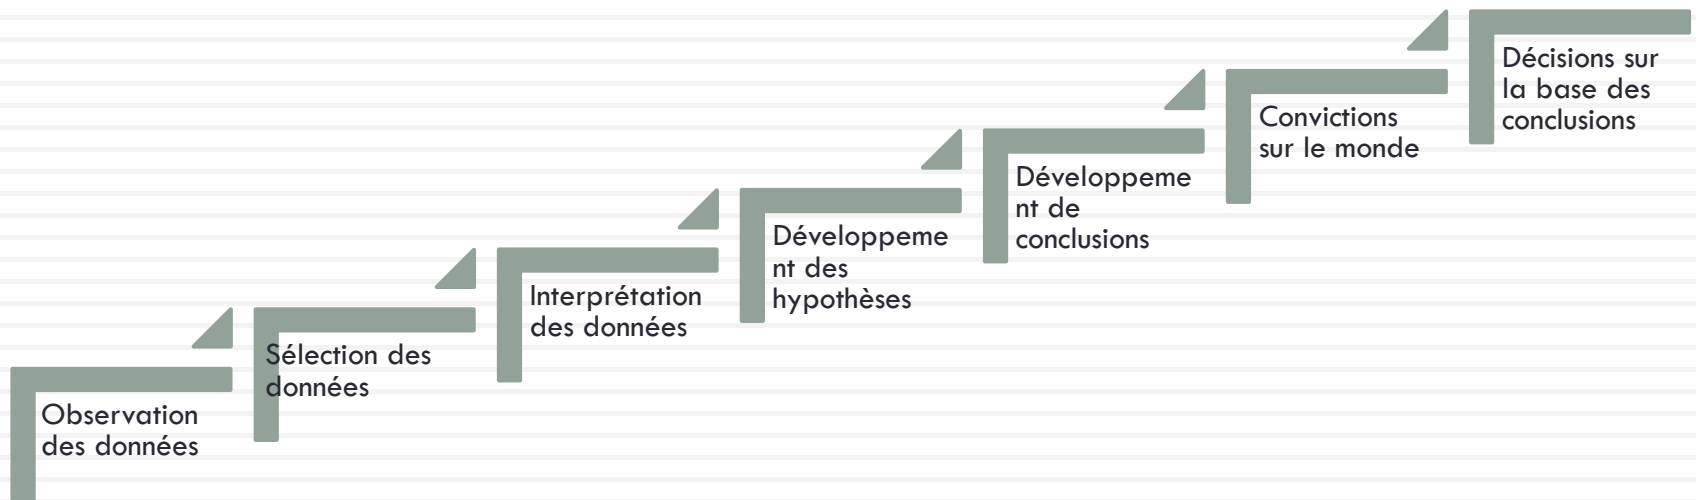 Observation
des données
Sélection des
données
Interprétation
des données
Développeme
nt des
hypothèses
Développeme
nt de
conclusions
Convictions
sur le monde
Décisions sur
la base des
conclusions